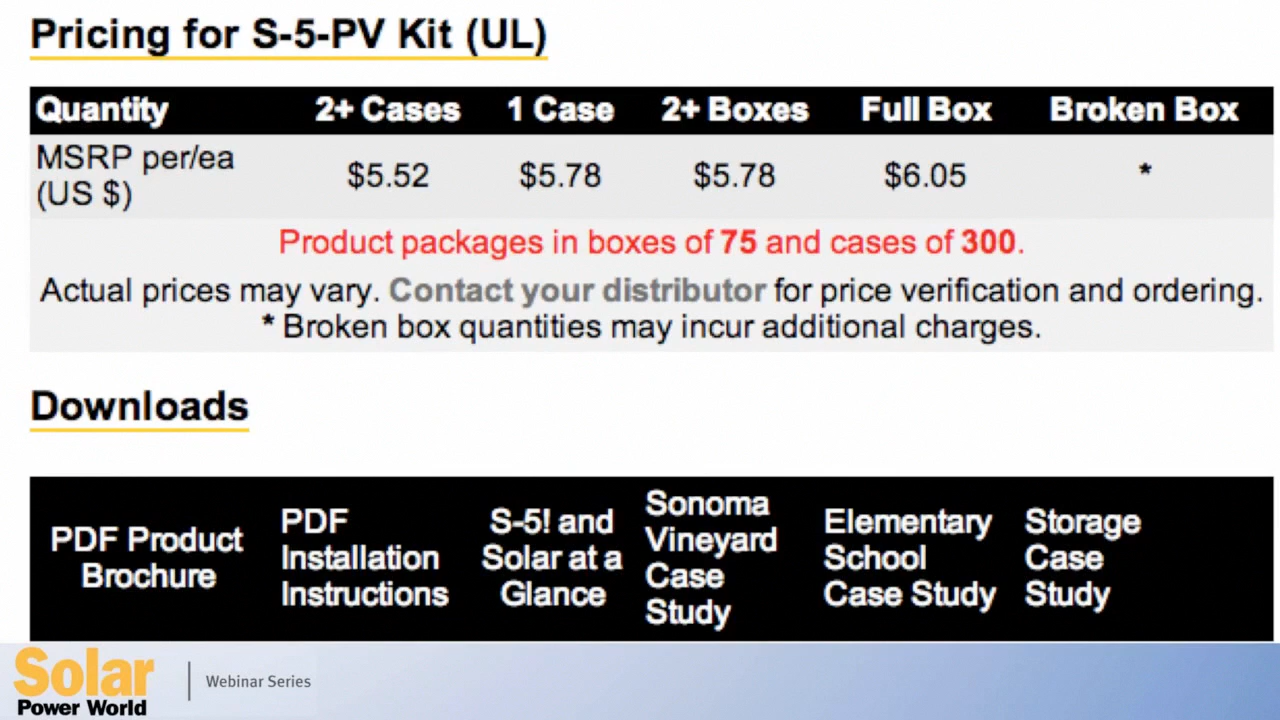 Pricing for S-5-PV Kit (UL)
Quantity 2+ Cases 1 Case 2+ Boxes Full Box Broken Box
MSRP per/ea
(US $) $5.52 $5.78 $5.78 $6.05 *
Product packages in boxes of 75 and cases of 300.
Actual prices may vary. Contact your distributor for price verification and ordering.
* Broken box quantities may incur additional charges.
Downloads
PDF Product
Brochure
PDF
Installation
Instructions
S-5! and
Solar at a
Glance
Sonoma
Vineyard
Case
Study
Elementary
School
Case Study
Storage
Case
Study
Solar
Power World
Webinar Series